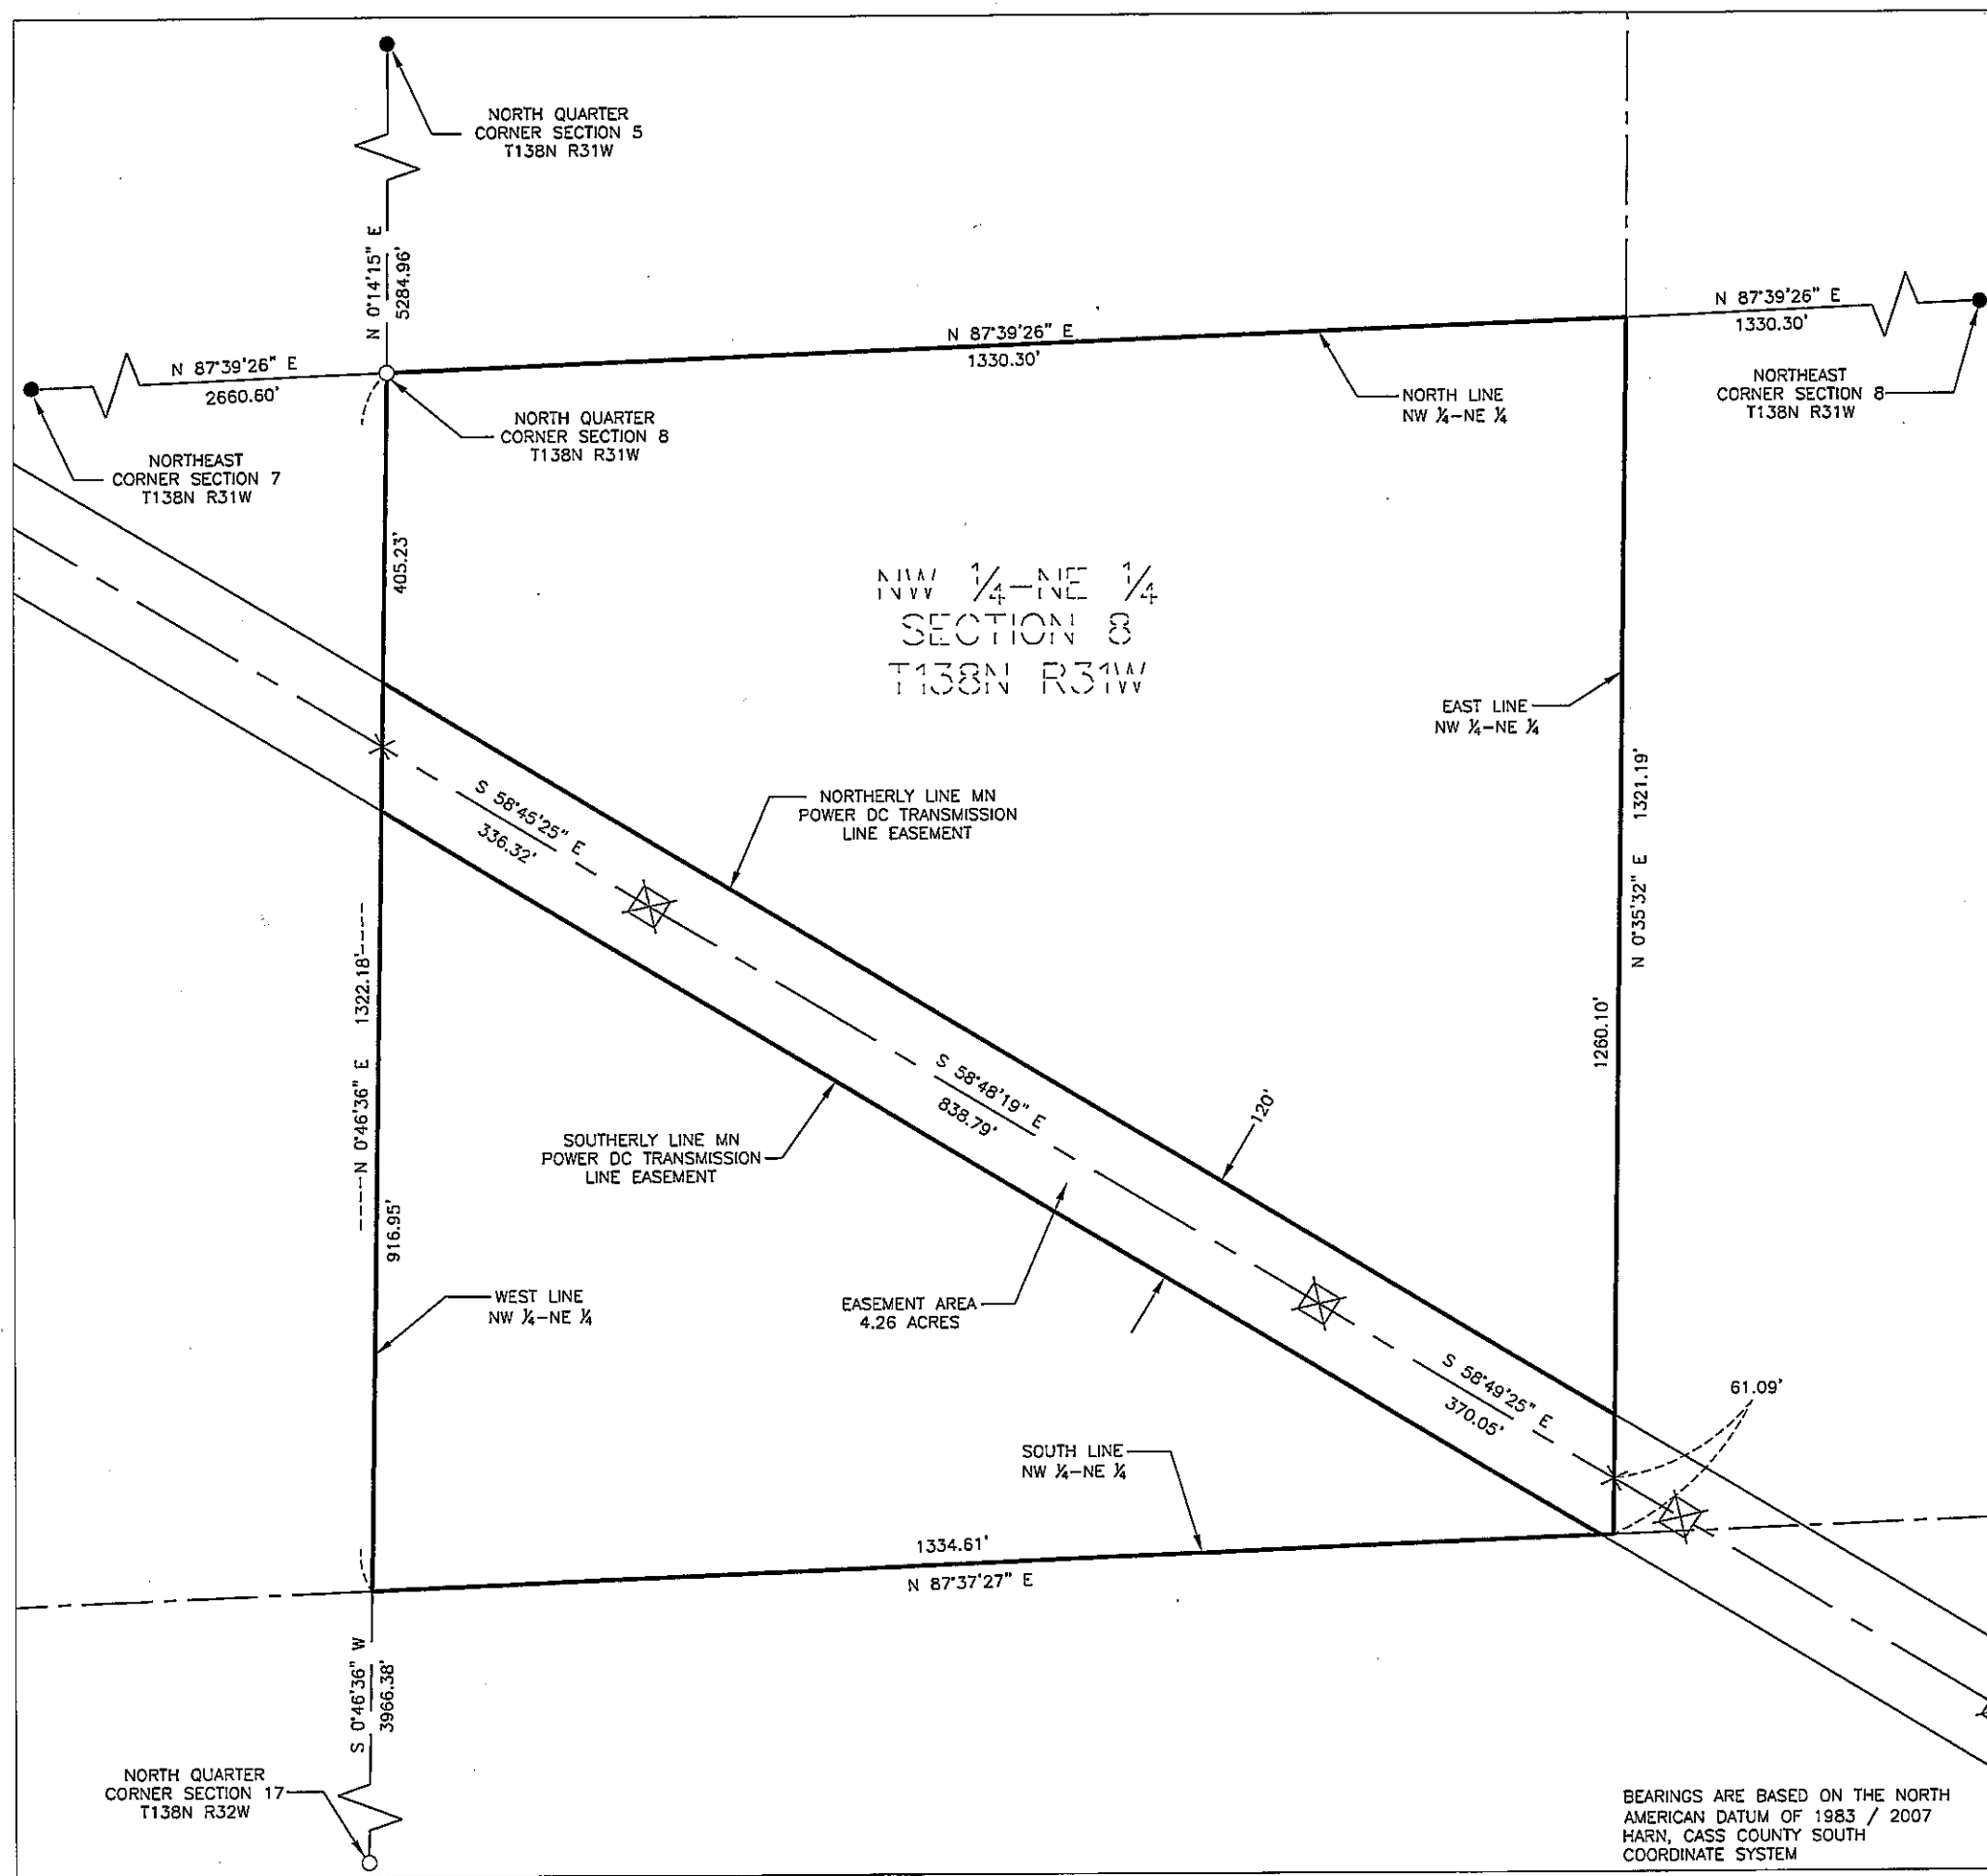 NORTH QUARTER
CORNER SECTION 5
T138N R31W
N 0°14'15" E
5284.96'
N 87°39'26" E
2660.60'
N 87°39'26" E
1330.30'
N 87°39'26" E
1330.30'
NORTHEAST
CORNER SECTION 8
T138N R31W
NORTH LINE
NW ¼-NE ¼
NORTH QUARTER
CORNER SECTION 8
T138N R31W
NORTHEAST
CORNER SECTION 7
T138N R31W
405.23'
NW ¼-NE ¼
SECTION 8
T138N R31W
EAST LINE
NW ¼-NE ¼
N 0°35'32" E 1321.19'
NORTHERLY LINE MN
POWER DC TRANSMISSION
LINE EASEMENT
S 58°45'25" E
336.32'
N 0°46'36" E 1322.18'
1260.10'
S 58°48'19" E
838.79'
120'
SOUTHERLY LINE MN
POWER DC TRANSMISSION
LINE EASEMENT
916.95'
WEST LINE
NW ¼-NE ¼
EASEMENT AREA
4.26 ACRES
S 58°49'25" E
370.05'
61.09'
SOUTH LINE
NW ¼-NE ¼
1334.61'
N 87°37'27" E
S 0°46'36" W
3966.38'
NORTH QUARTER
CORNER SECTION 17
T138N R32W
BEARINGS ARE BASED ON THE NORTH
AMERICAN DATUM OF 1983 / 2007
HARN, CASS COUNTY SOUTH
COORDINATE SYSTEM